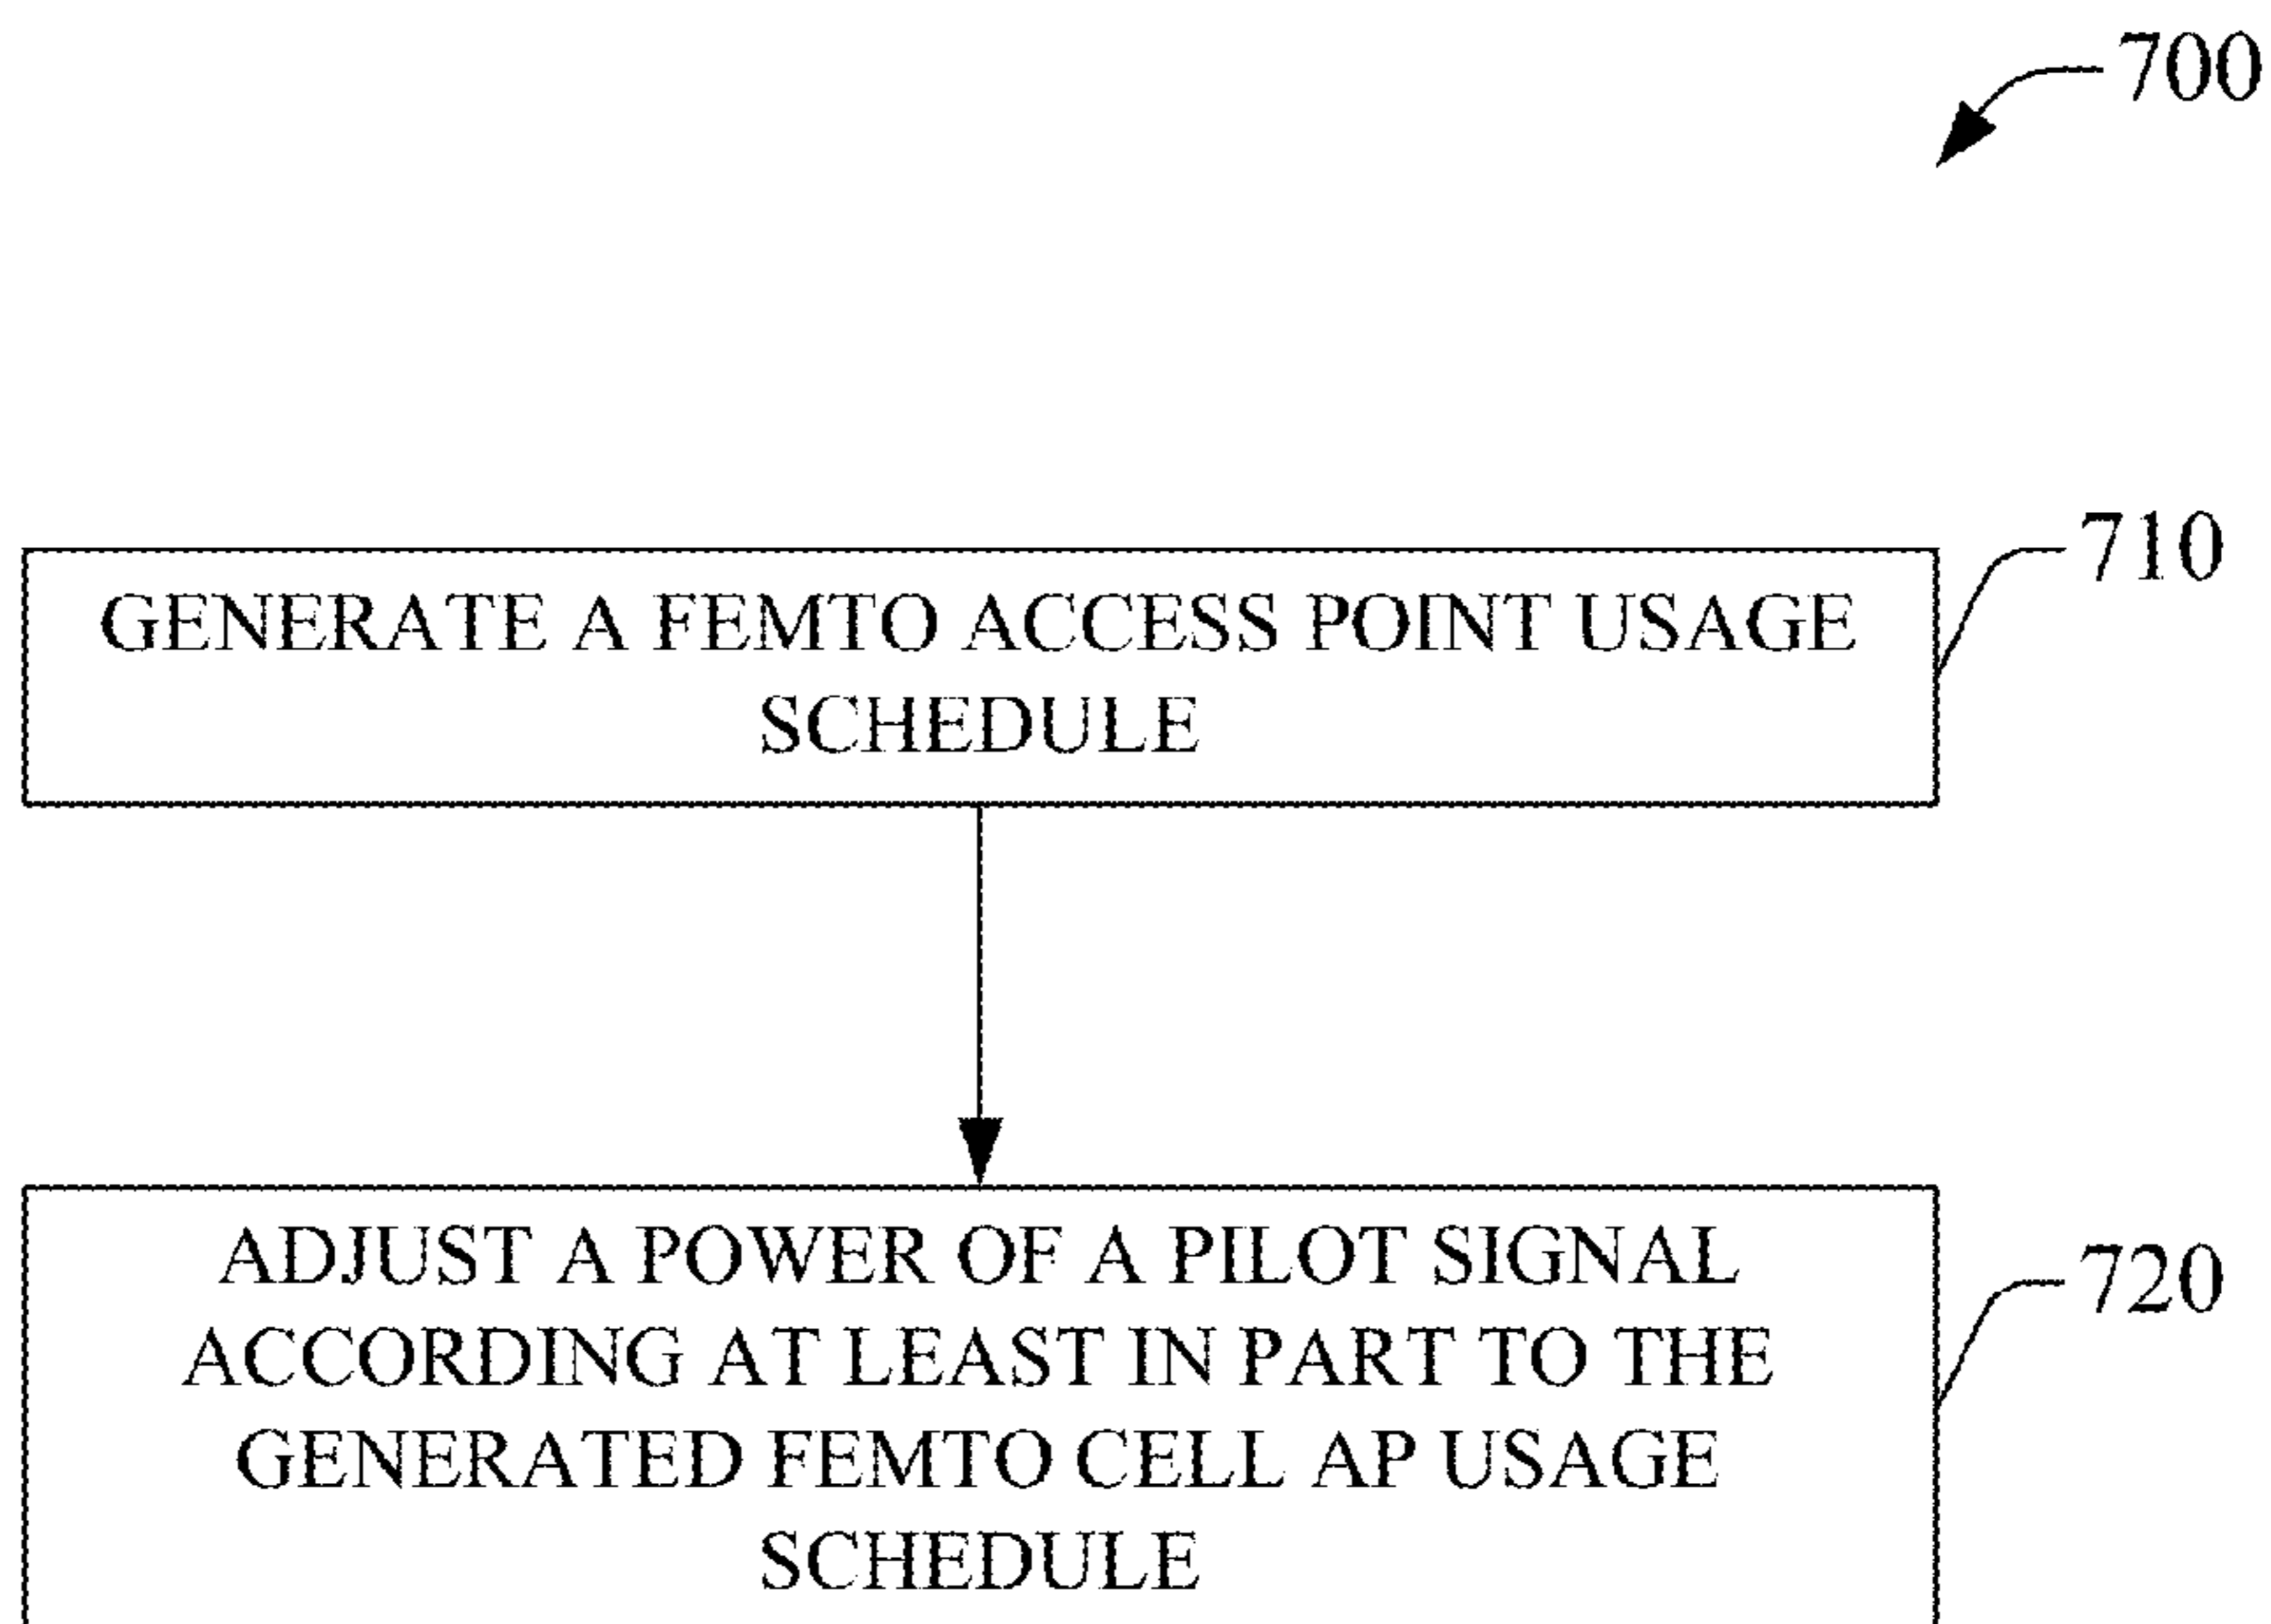 700
710
GENERATE A FEMTO ACCESS POINT USAGE
SCHEDULE
720
ADJUST A POWER OF A PILOT SIGNAL
ACCORDING AT LEAST IN PART TO THE
GENERATED FEMTO CELL AP USAGE
SCHEDULE